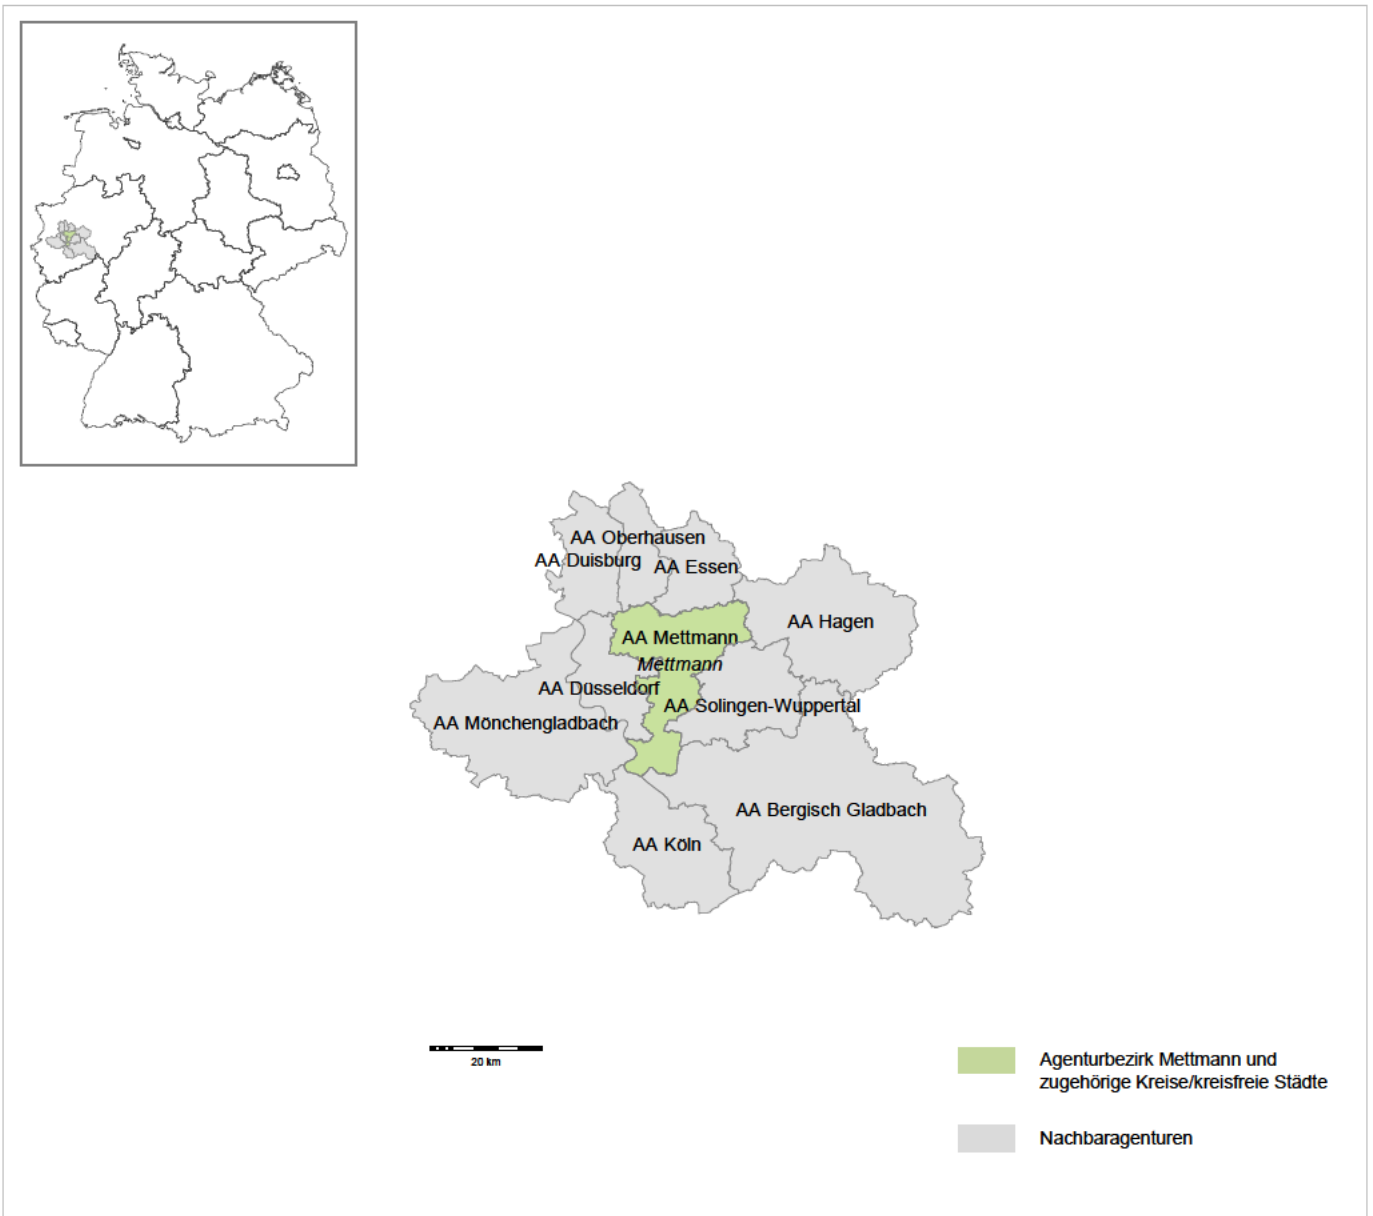 AA Oberhausen
AA Duisburg
AA Essen
AA Hagen
AA Mettmann
Mettmann
AA Düsseldorf
AA Solingen-Wuppertal
AA Mönchengladbach
AA Bergisch Gladbach
AA Köln
20 km
Agenturbezirk Mettmann und
zugehörige Kreise/kreisfreie Städte
Nachbaragenturen